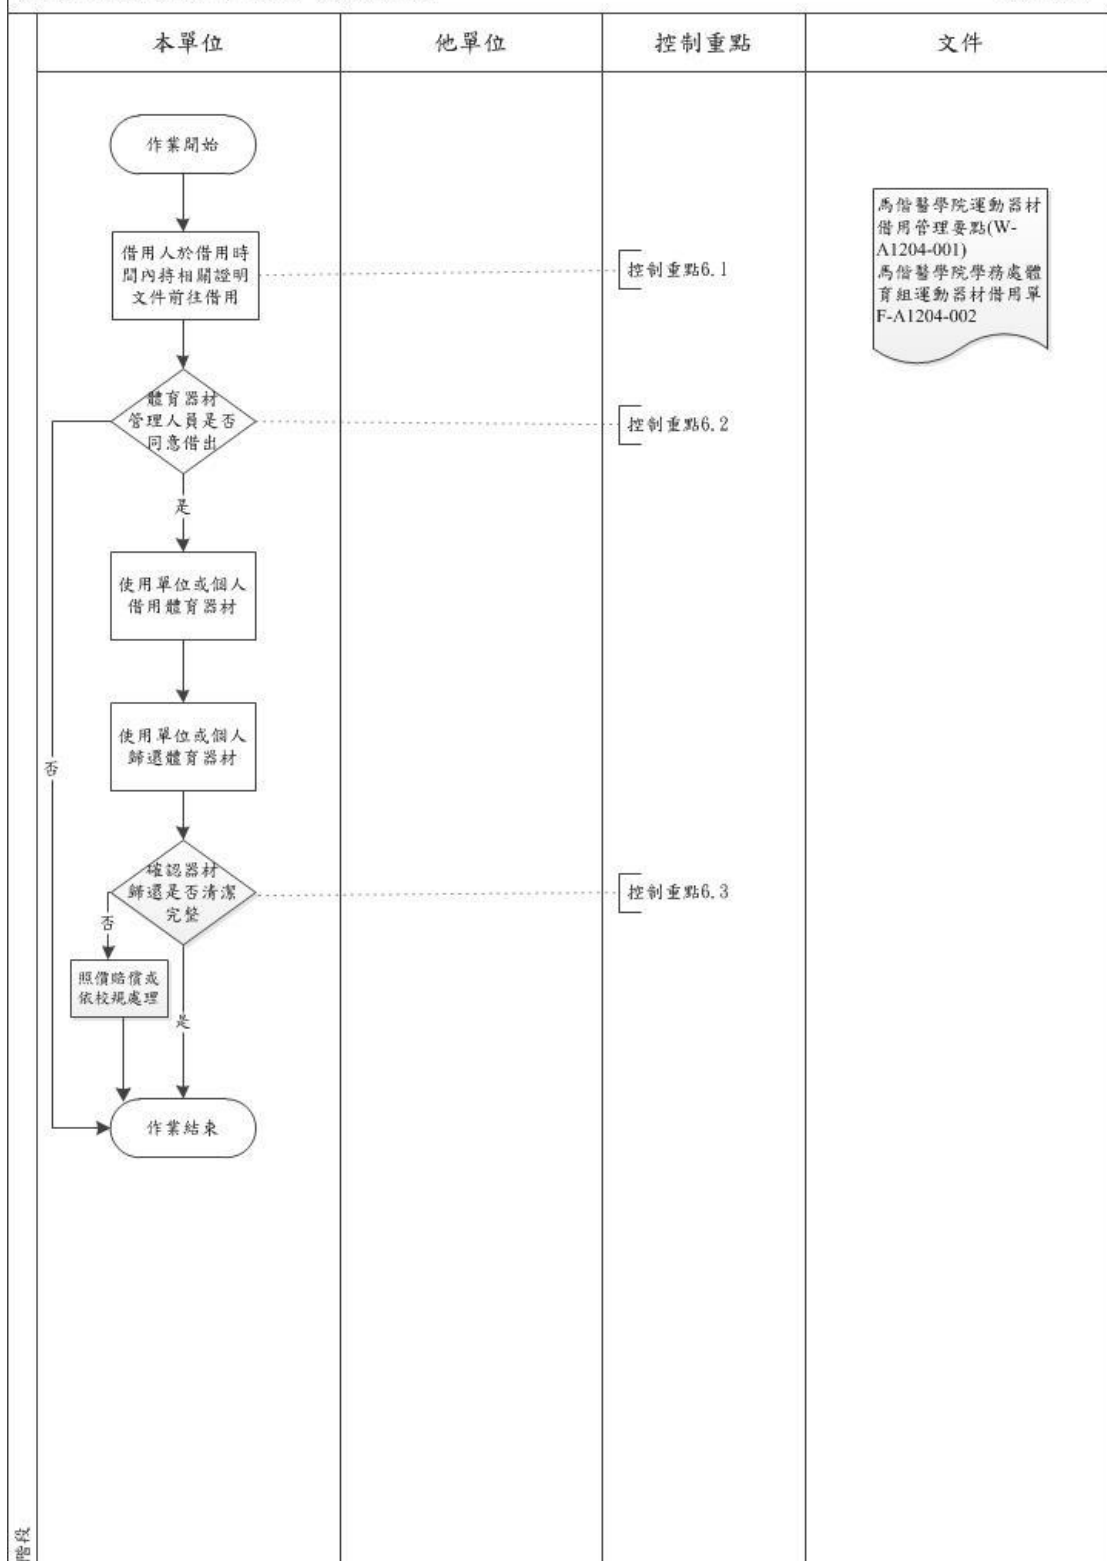 本單位
他單位
控制重點
文件
作業開始
借用人於借用時
間內持相關證明
文件前往借用
控制重點6.1
馬偕醫學院運動器材
借用管理要點(W-
A1204-001)
馬偕醫學院學務處體
育組運動器材借用單
F-A1204-002
體育器材
管理人員是否
同意借出
控制重點6.2
是
使用單位或個人
借用體育器材
使用單位或個人
歸還體育器材
否
確認器材
歸還是否清潔
完整
控制重點6.3
否
照價賠償或
依校規處理
是
作業結束
階段